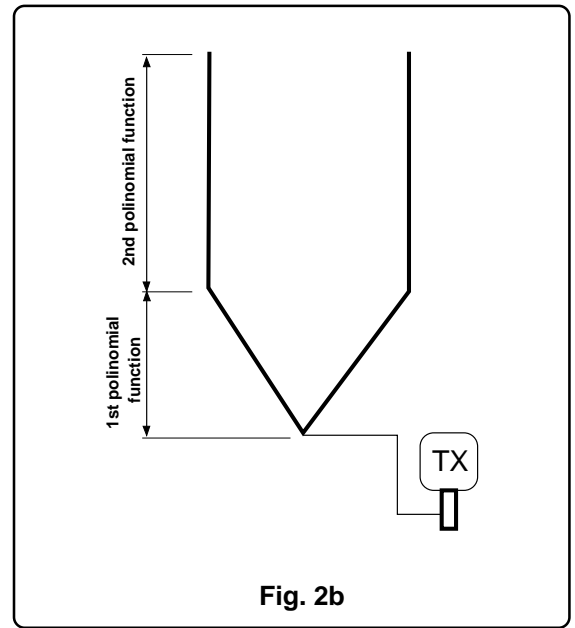 2nd polinomial function
1st polinomial
function
TX
Fig. 2b